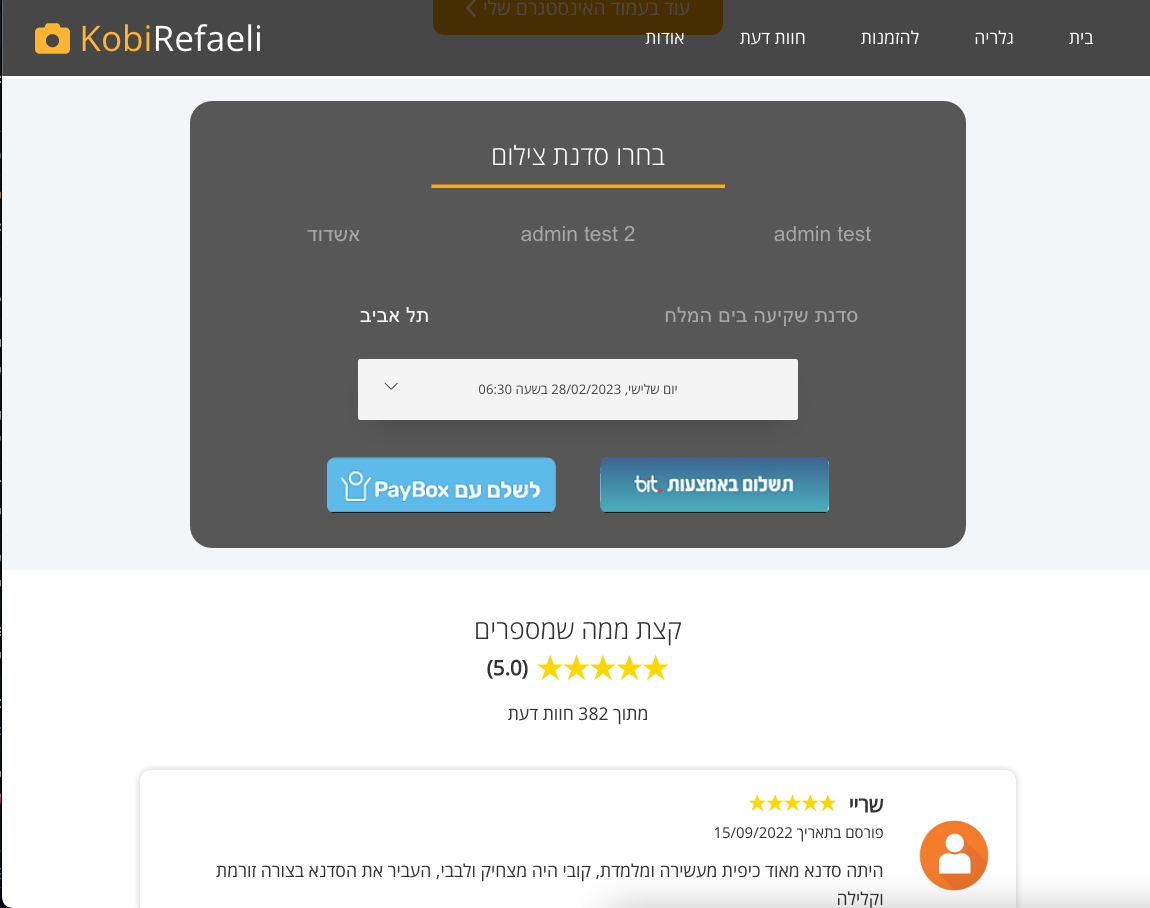 עוד בעמוד האינסטגרם שלי
KobiRefaeli
בית
גלריה
להזמנות
חוות דעת
אודות
בחרו סדנת צילום
admin test
admin test 2
אשדוד
סדנת שקיעה בים המלח
תל אביב
יום שלישי, 28/02/2023 בשעה 06:30
תשלום באמצעות bit
לשלם עם PayBox
קצת ממה שמספרים
(5.0)
מתוך 382 חוות דעת
שריי
פורסם בתאריך 15/09/2022
היתה סדנא מאוד כיפית מעשירה ומלמדת, קובי היה מצחיק ולבבי, העביר את הסדנא בצורה זורמת
וקלילה